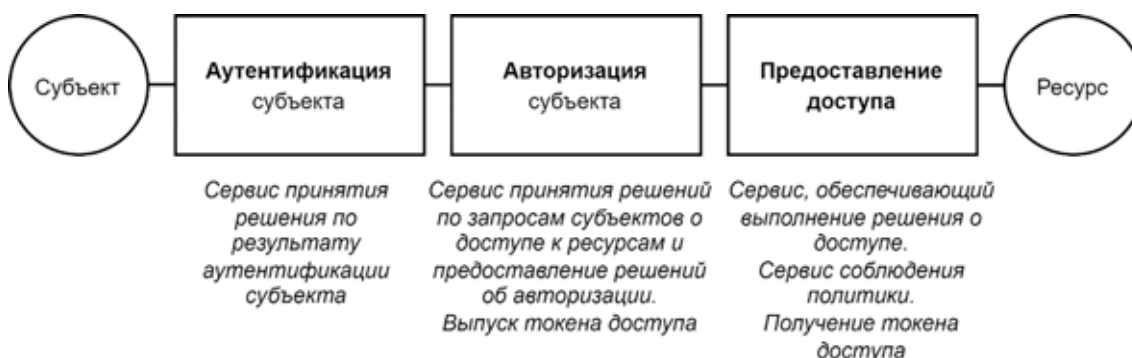 Субъект
Аутентификация
субъекта
Авторизация
субъекта
Предоставление
доступа
Ресурс
Сервис принятия
решения по
результату
аутентификации
субъекта
Сервис принятия решений
по запросам субъектов о
доступе к ресурсам и
предоставление решений
об авторизации.
Выпуск токена доступа
Сервис, обеспечивающий
выполнение решения о
доступе.
Сервис соблюдения
политики.
Получение токена
доступа